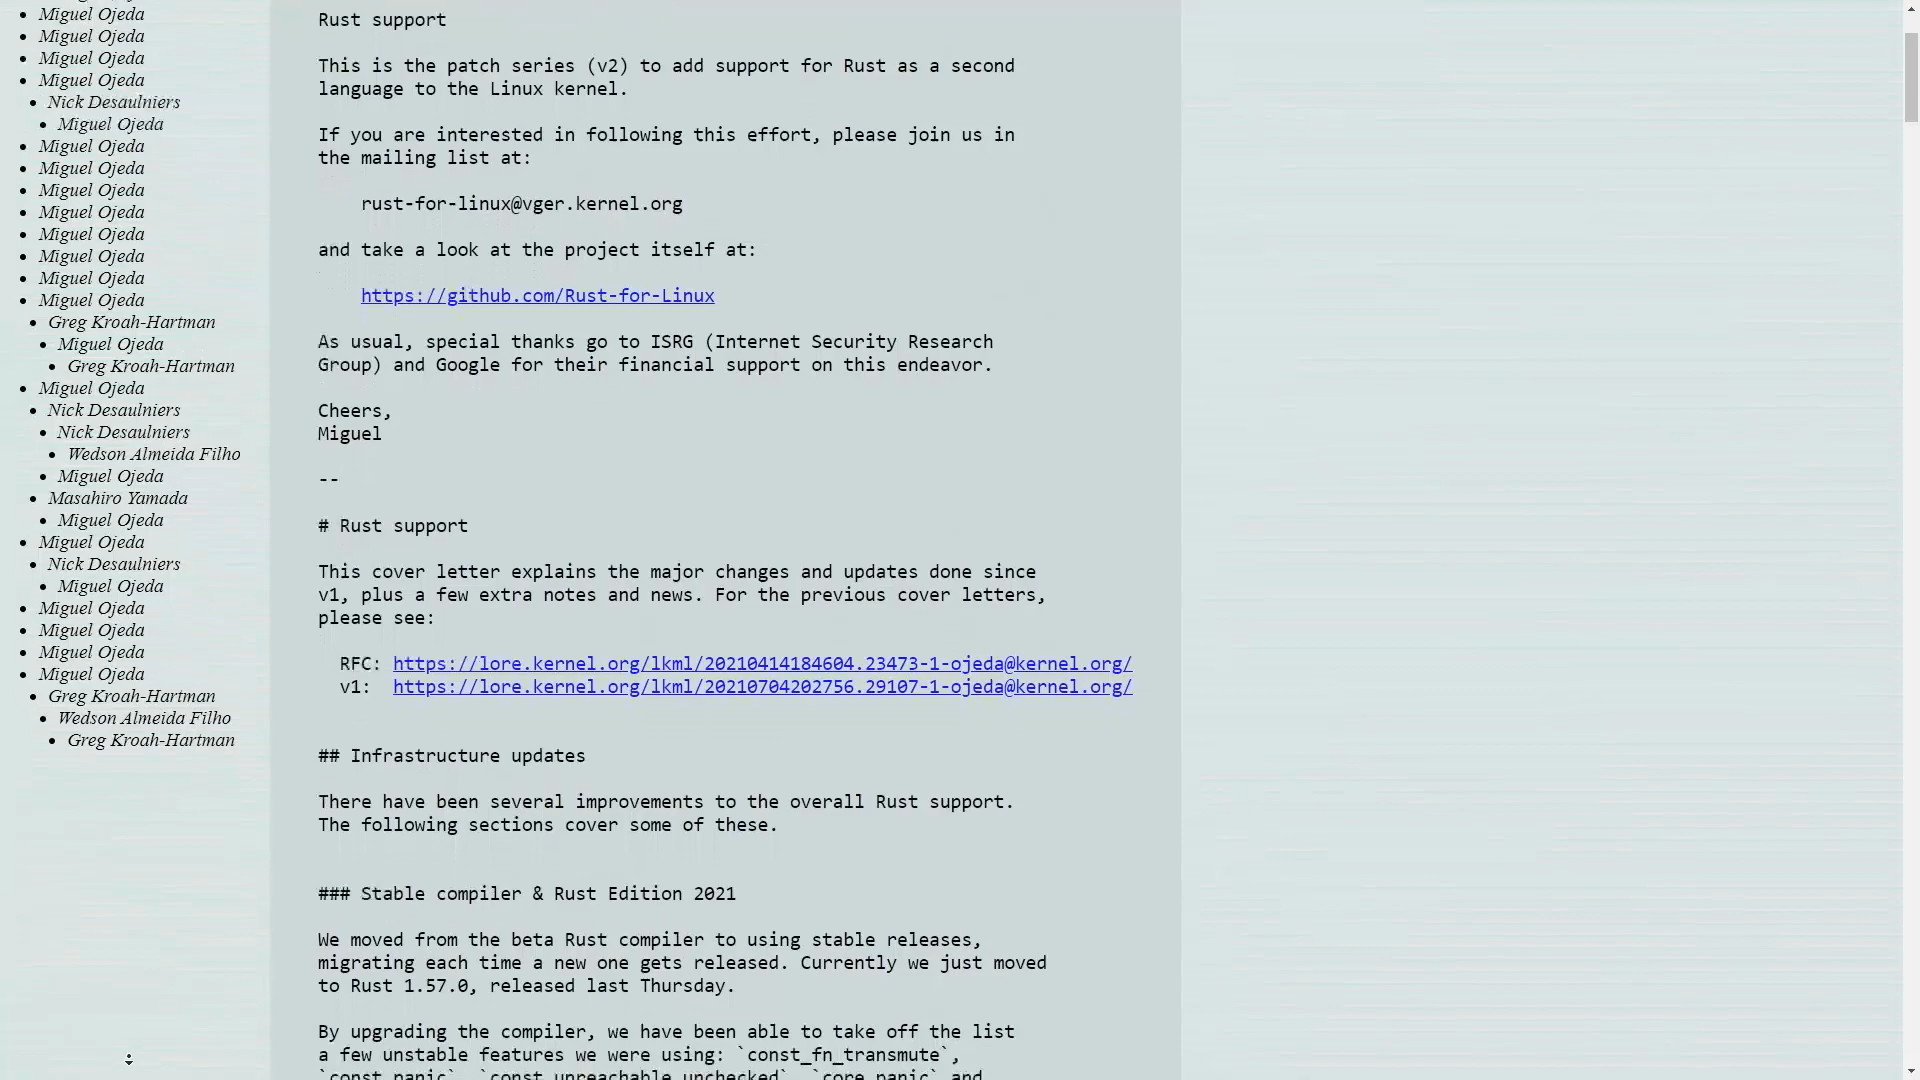 Miguel Ojeda
Miguel Ojeda
Miguel Ojeda
Miguel Ojeda
Nick Desaulniers
Miguel Ojeda
Miguel Ojeda
Miguel Ojeda
Miguel Ojeda
Miguel Ojeda
Miguel Ojeda
Miguel Ojeda
Miguel Ojeda
Miguel Ojeda
Greg Kroah-Hartman
Miguel Ojeda
Greg Kroah-Hartman
Miguel Ojeda
Nick Desaulniers
Nick Desaulniers
Wedson Almeida Filho
Miguel Ojeda
Masahiro Yamada
Miguel Ojeda
Miguel Ojeda
Nick Desaulniers
Miguel Ojeda
Miguel Ojeda
Miguel Ojeda
Miguel Ojeda
Miguel Ojeda
Greg Kroah-Hartman
Wedson Almeida Filho
Greg Kroah-Hartman
Rust support
This is the patch series (v2) to add support for Rust as a second
language to the Linux kernel.
If you are interested in following this effort, please join us in
the mailing list at:
rust-for-linux@vger.kernel.org
and take a look at the project itself at:
https://github.com/Rust-for-Linux
As usual, special thanks go to ISRG (Internet Security Research
Group) and Google for their financial support on this endeavor.
Cheers,
Miguel
--
# Rust support
This cover letter explains the major changes and updates done since
v1, plus a few extra notes and news. For the previous cover letters,
please see:
RFC: https://lore.kernel.org/lkml/20210414184604.23473-1-ojeda@kernel.org/
v1: https://lore.kernel.org/lkml/20210704202756.29107-1-ojeda@kernel.org/
## Infrastructure updates
There have been several improvements to the overall Rust support.
The following sections cover some of these.
### Stable compiler & Rust Edition 2021
We moved from the beta Rust compiler to using stable releases,
migrating each time a new one gets released. Currently we just moved
to Rust 1.57.0, released last Thursday.
By upgrading the compiler, we have been able to take off the list
a few unstable features we were using: `const_fn_transmute`,
`const_panic`, `const_unreachable_unchecked`, `core_panic` and